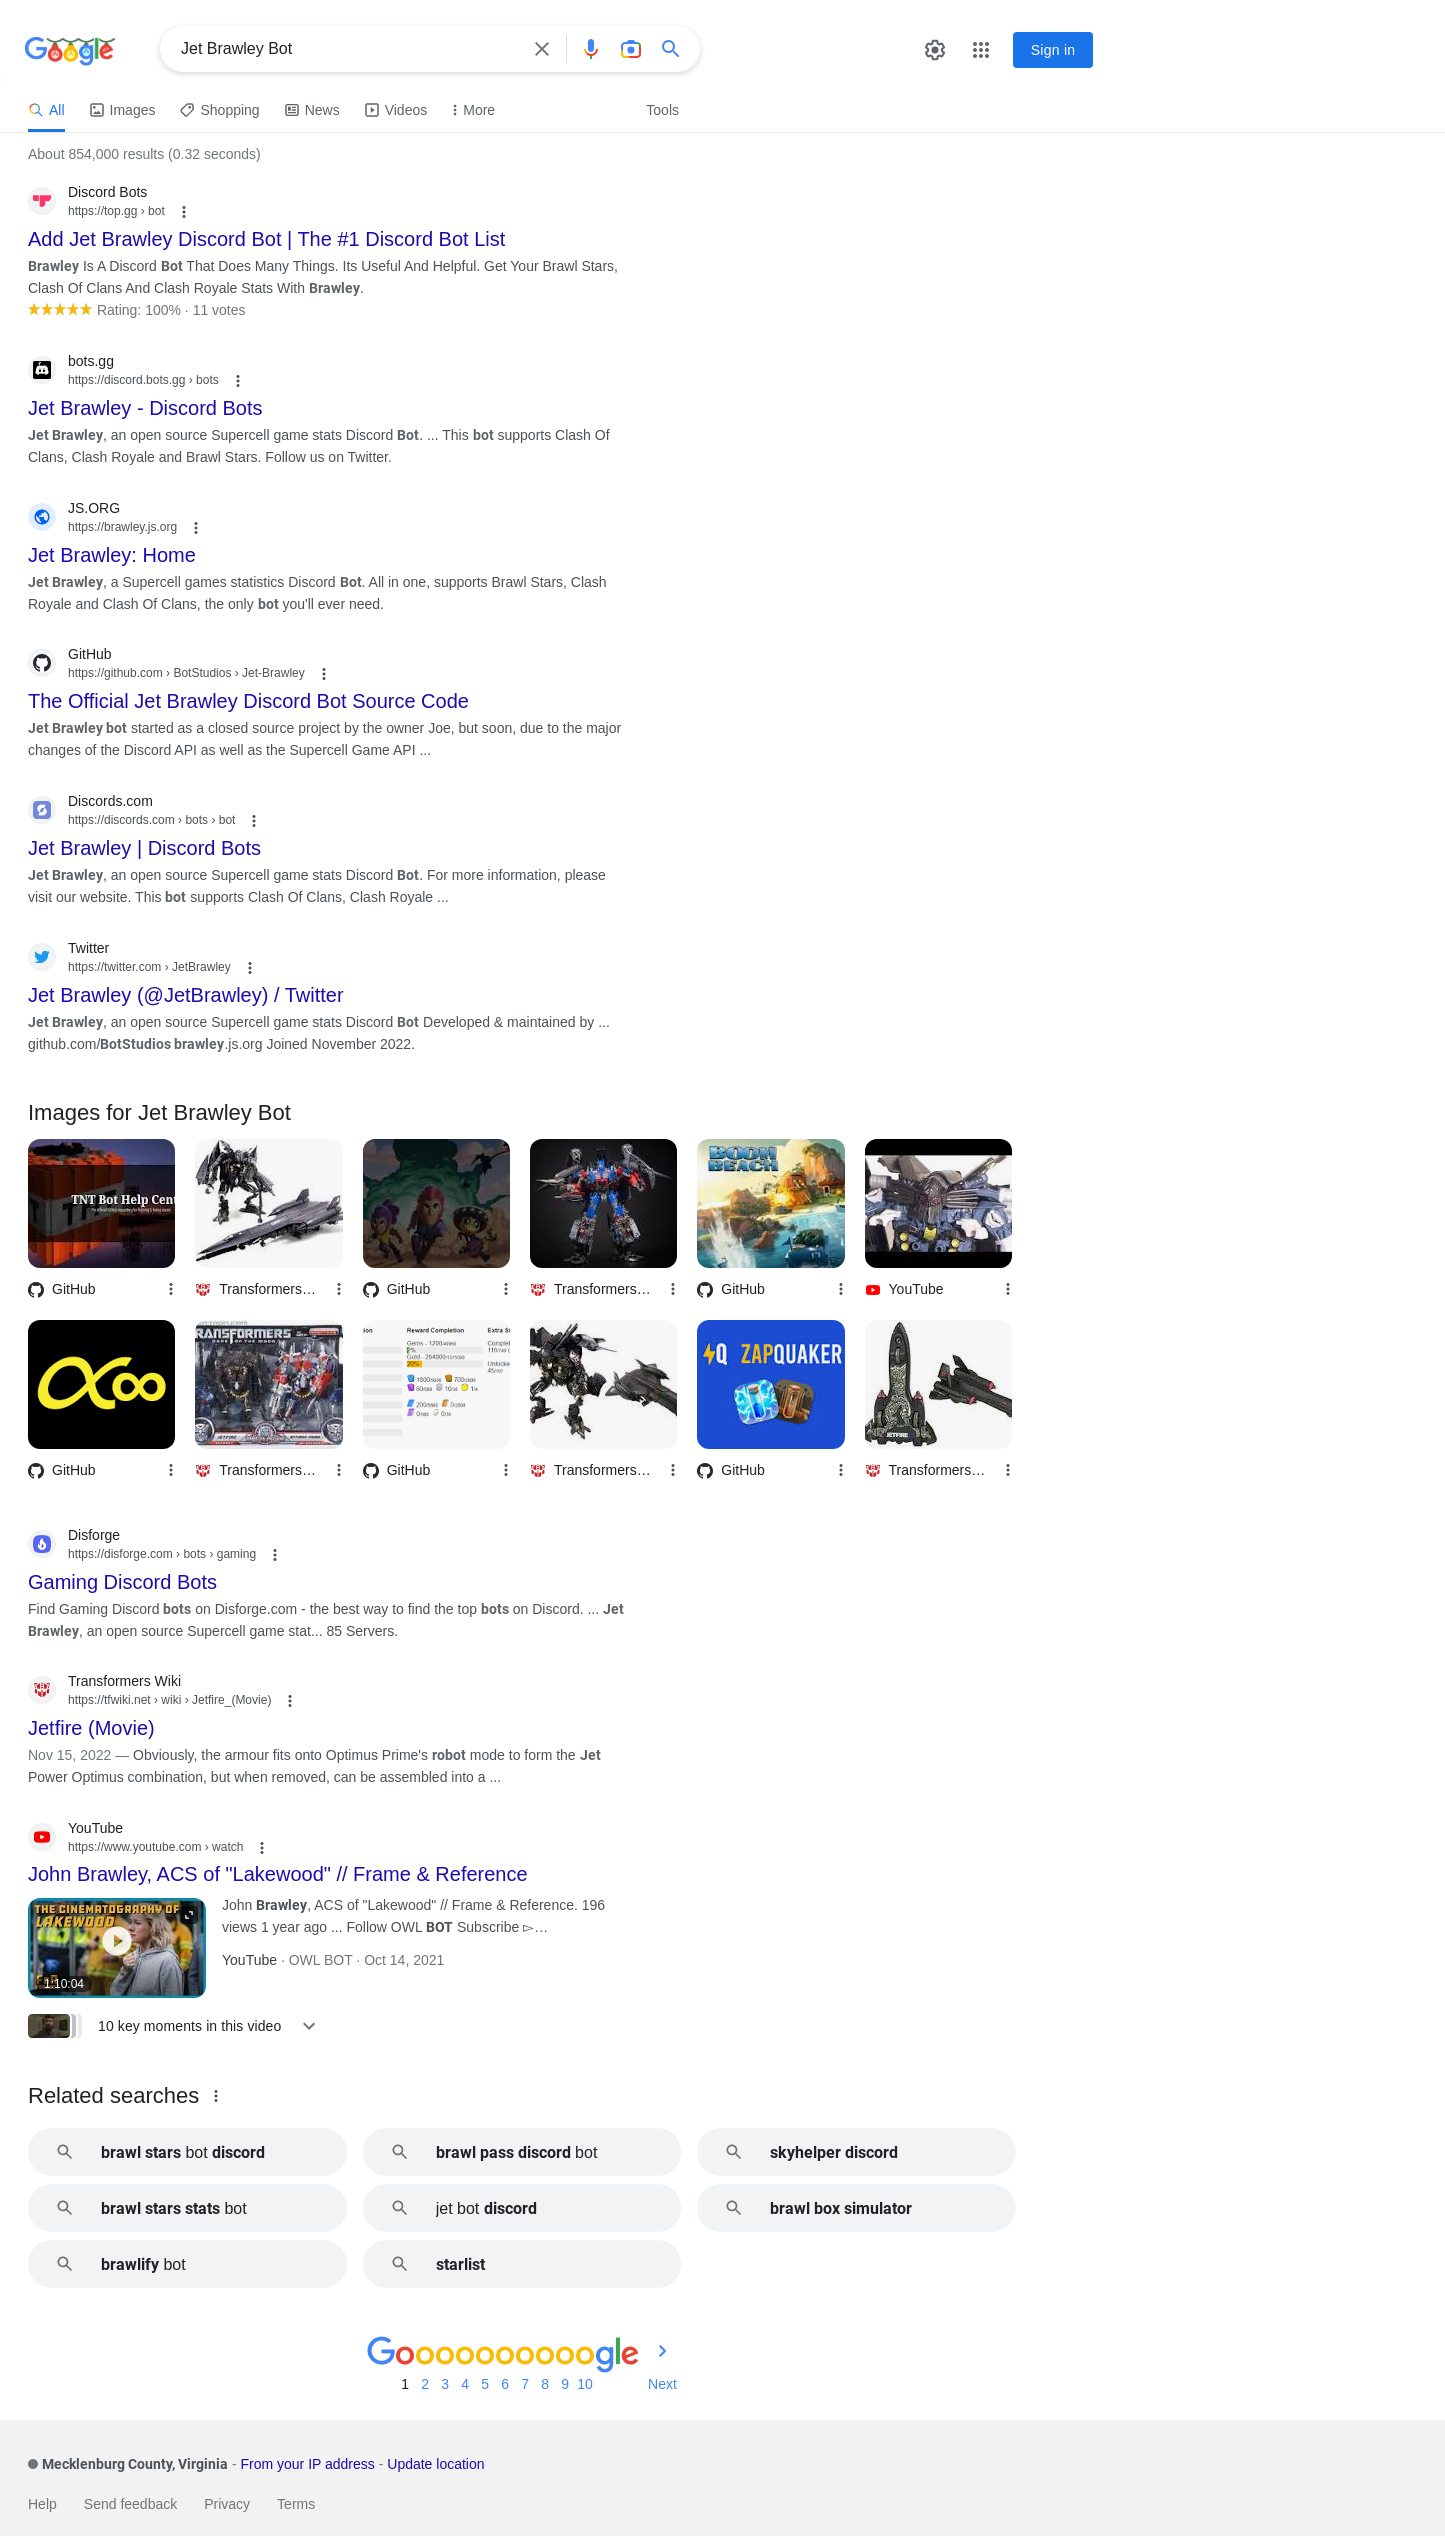 Google
Jet Brawley Bot
Sign in
All
Images
Shopping
News
Videos
More
Tools
About 854,000 results (0.32 seconds)
Discord Bots
https://top.gg › bot
Add Jet Brawley Discord Bot | The #1 Discord Bot List
Brawley Is A Discord Bot That Does Many Things. Its Useful And Helpful. Get Your Brawl Stars,
Clash Of Clans And Clash Royale Stats With Brawley.
Rating: 100% · 11 votes
bots.gg
https://discord.bots.gg › bots
Jet Brawley - Discord Bots
Jet Brawley, an open source Supercell game stats Discord Bot. ... This bot supports Clash Of
Clans, Clash Royale and Brawl Stars. Follow us on Twitter.
JS.ORG
https://brawley.js.org
Jet Brawley: Home
Jet Brawley, a Supercell games statistics Discord Bot. All in one, supports Brawl Stars, Clash
Royale and Clash Of Clans, the only bot you'll ever need.
GitHub
https://github.com › BotStudios › Jet-Brawley
The Official Jet Brawley Discord Bot Source Code
Jet Brawley bot started as a closed source project by the owner Joe, but soon, due to the major
changes of the Discord API as well as the Supercell Game API ...
Discords.com
https://discords.com › bots › bot
Jet Brawley | Discord Bots
Jet Brawley, an open source Supercell game stats Discord Bot. For more information, please
visit our website. This bot supports Clash Of Clans, Clash Royale ...
Twitter
https://twitter.com › JetBrawley
Jet Brawley (@JetBrawley) / Twitter
Jet Brawley, an open source Supercell game stats Discord Bot Developed & maintained by ...
github.com/BotStudios brawley.js.org Joined November 2022.
Images for Jet Brawley Bot
TNT Bot Help Cent
BOOM
BEACH
GitHub
Transformers…
GitHub
Transformers…
GitHub
YouTube
TRANSFORMERS
JETFIRE
Reward Completion
ZAPQUAKER
JETFIRE
GitHub
Transformers…
GitHub
Transformers…
GitHub
Transformers…
Disforge
https://disforge.com › bots › gaming
Gaming Discord Bots
Find Gaming Discord bots on Disforge.com - the best way to find the top bots on Discord. ... Jet
Brawley, an open source Supercell game stat... 85 Servers.
Transformers Wiki
https://tfwiki.net › wiki › Jetfire_(Movie)
Jetfire (Movie)
Nov 15, 2022 — Obviously, the armour fits onto Optimus Prime's robot mode to form the Jet
Power Optimus combination, but when removed, can be assembled into a ...
YouTube
https://www.youtube.com › watch
John Brawley, ACS of "Lakewood" // Frame & Reference
THE CINEMATOGRAPHY OF
LAKEWOOD
1:10:04
John Brawley, ACS of "Lakewood" // Frame & Reference. 196
views 1 year ago ... Follow OWL BOT Subscribe ▻…
YouTube · OWL BOT · Oct 14, 2021
10 key moments in this video
Related searches
brawl stars bot discord
brawl pass discord bot
skyhelper discord
brawl stars stats bot
jet bot discord
brawl box simulator
brawlify bot
starlist
Goooooooooogle
1 2 3 4 5 6 7 8 9 10 Next
Mecklenburg County, Virginia - From your IP address - Update location
Help Send feedback Privacy Terms